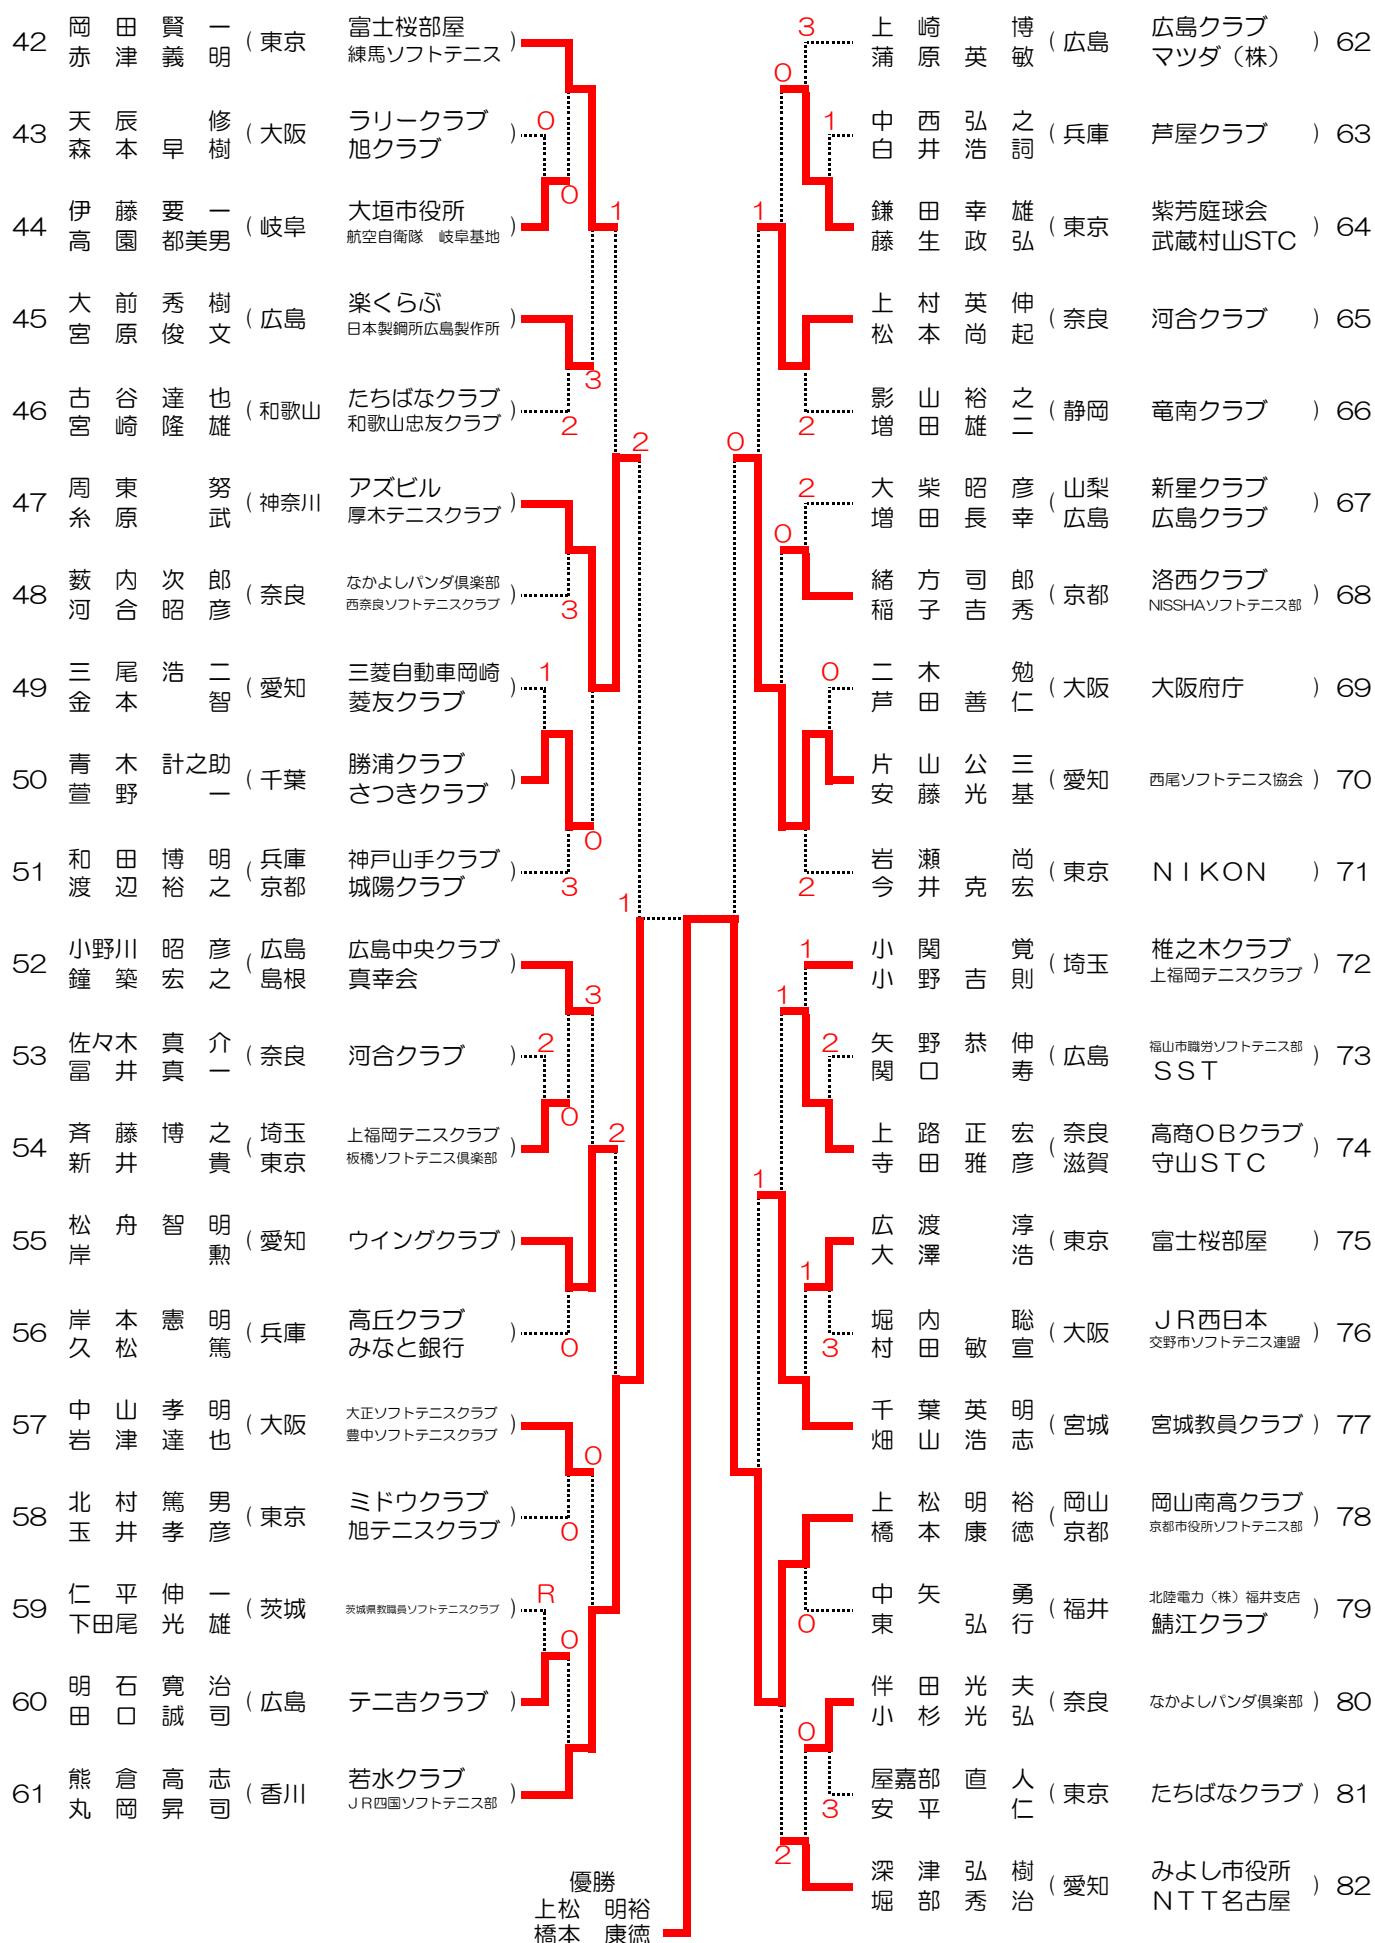 42 岡田賢一 赤津義明 (東京 富士桜部屋 練馬ソフトテニス)
43 天辰修 森本早樹 (大阪 ラリークラブ 旭クラブ) 0
44 伊藤要一 高園都美男 (岐阜 大垣市役所 航空自衛隊 岐阜基地) 0 1
45 大前秀樹 宮原俊文 (広島 楽くらぶ 日本製鋼所広島製作所) 3
46 古谷達也 宮崎隆雄 (和歌山 たちばなクラブ 和歌山忠友クラブ) 2 2
47 周東努 糸原武 (神奈川 アズビル 厚木テニスクラブ)
48 薮内次郎 河合昭彦 (奈良 なかよしパンダ倶楽部 西奈良ソフトテニスクラブ) 3
49 三尾浩二 金本智 (愛知 三菱自動車岡崎 菱友クラブ) 1
50 青木計之助 萱野一 (千葉 勝浦クラブ さつきクラブ) 0
51 和田博明 渡辺裕之 (兵庫 京都 神戸山手クラブ 城陽クラブ) 3 1
52 小野川昭彦 鐘築宏之 (広島 島根 広島中央クラブ 真幸会) 3
53 佐々木真介 冨井真一 (奈良 河合クラブ) 2
54 斉藤博之 新井貴 (埼玉 東京 上福岡テニスクラブ 板橋ソフトテニス倶楽部) 0 2
55 松舟智明 岸勲 (愛知 ウイングクラブ)
56 岸本憲明 久松篤 (兵庫 高丘クラブ みなと銀行) 0
57 中山孝明 岩津達也 (大阪 大正ソフトテニスクラブ 豊中ソフトテニスクラブ) 0
58 北村篤男 玉井孝彦 (東京 ミドウクラブ 旭テニスクラブ) 0
59 仁平伸一 下田尾光雄 (茨城 茨城県教職員ソフトテニスクラブ) R 0
60 明石寛治 田口誠司 (広島 テニ吉クラブ)
61 熊倉高志 丸岡昇司 (香川 若水クラブ JR四国ソフトテニス部)
優勝
上松 明裕
橋本 康徳
3 上崎博 蒲原英敏 (広島 広島クラブ マツダ(株)) 62
0 1 中西弘之 白井浩詞 (兵庫 芦屋クラブ) 63
1 鎌田幸雄 藤生政弘 (東京 紫芳庭球会 武蔵村山STC) 64
上村英伸 松本尚起 (奈良 河合クラブ) 65
0 2 影山裕之 増田雄二 (静岡 竜南クラブ) 66
2 大柴昭彦 増田長幸 (山梨 広島 新星クラブ 広島クラブ) 67
0 緒方司郎 稲子吉秀 (京都 洛西クラブ NISSHAソフトテニス部) 68
0 二木勉 芦田善仁 (大阪 大阪府庁) 69
片山公三 安藤光基 (愛知 西尾ソフトテニス協会) 70
2 岩瀬尚 今井克宏 (東京 NIKON) 71
1 小関覚 小野吉則 (埼玉 椎之木クラブ 上福岡テニスクラブ) 72
1 2 矢野恭伸 関口寿 (広島 福山市職労ソフトテニス部 SST) 73
1 上路正宏 寺田雅彦 (奈良 滋賀 高商OBクラブ 守山STC) 74
広渡淳 大澤浩 (東京 富士桜部屋) 75
1 3 堀内聡 村田敏宣 (大阪 JR西日本 交野市ソフトテニス連盟) 76
千葉英明 畑山浩志 (宮城 宮城教員クラブ) 77
上松明裕 橋本康徳 (岡山 京都 岡山南高クラブ 京都市役所ソフトテニス部) 78
0 中矢勇 東弘行 (福井 北陸電力(株)福井支店 鯖江クラブ) 79
伴田光夫 小杉光弘 (奈良 なかよしパンダ倶楽部) 80
0 3 屋嘉部直人 安平仁 (東京 たちばなクラブ) 81
2 深津弘樹 堀部秀治 (愛知 みよし市役所 NTT名古屋) 82